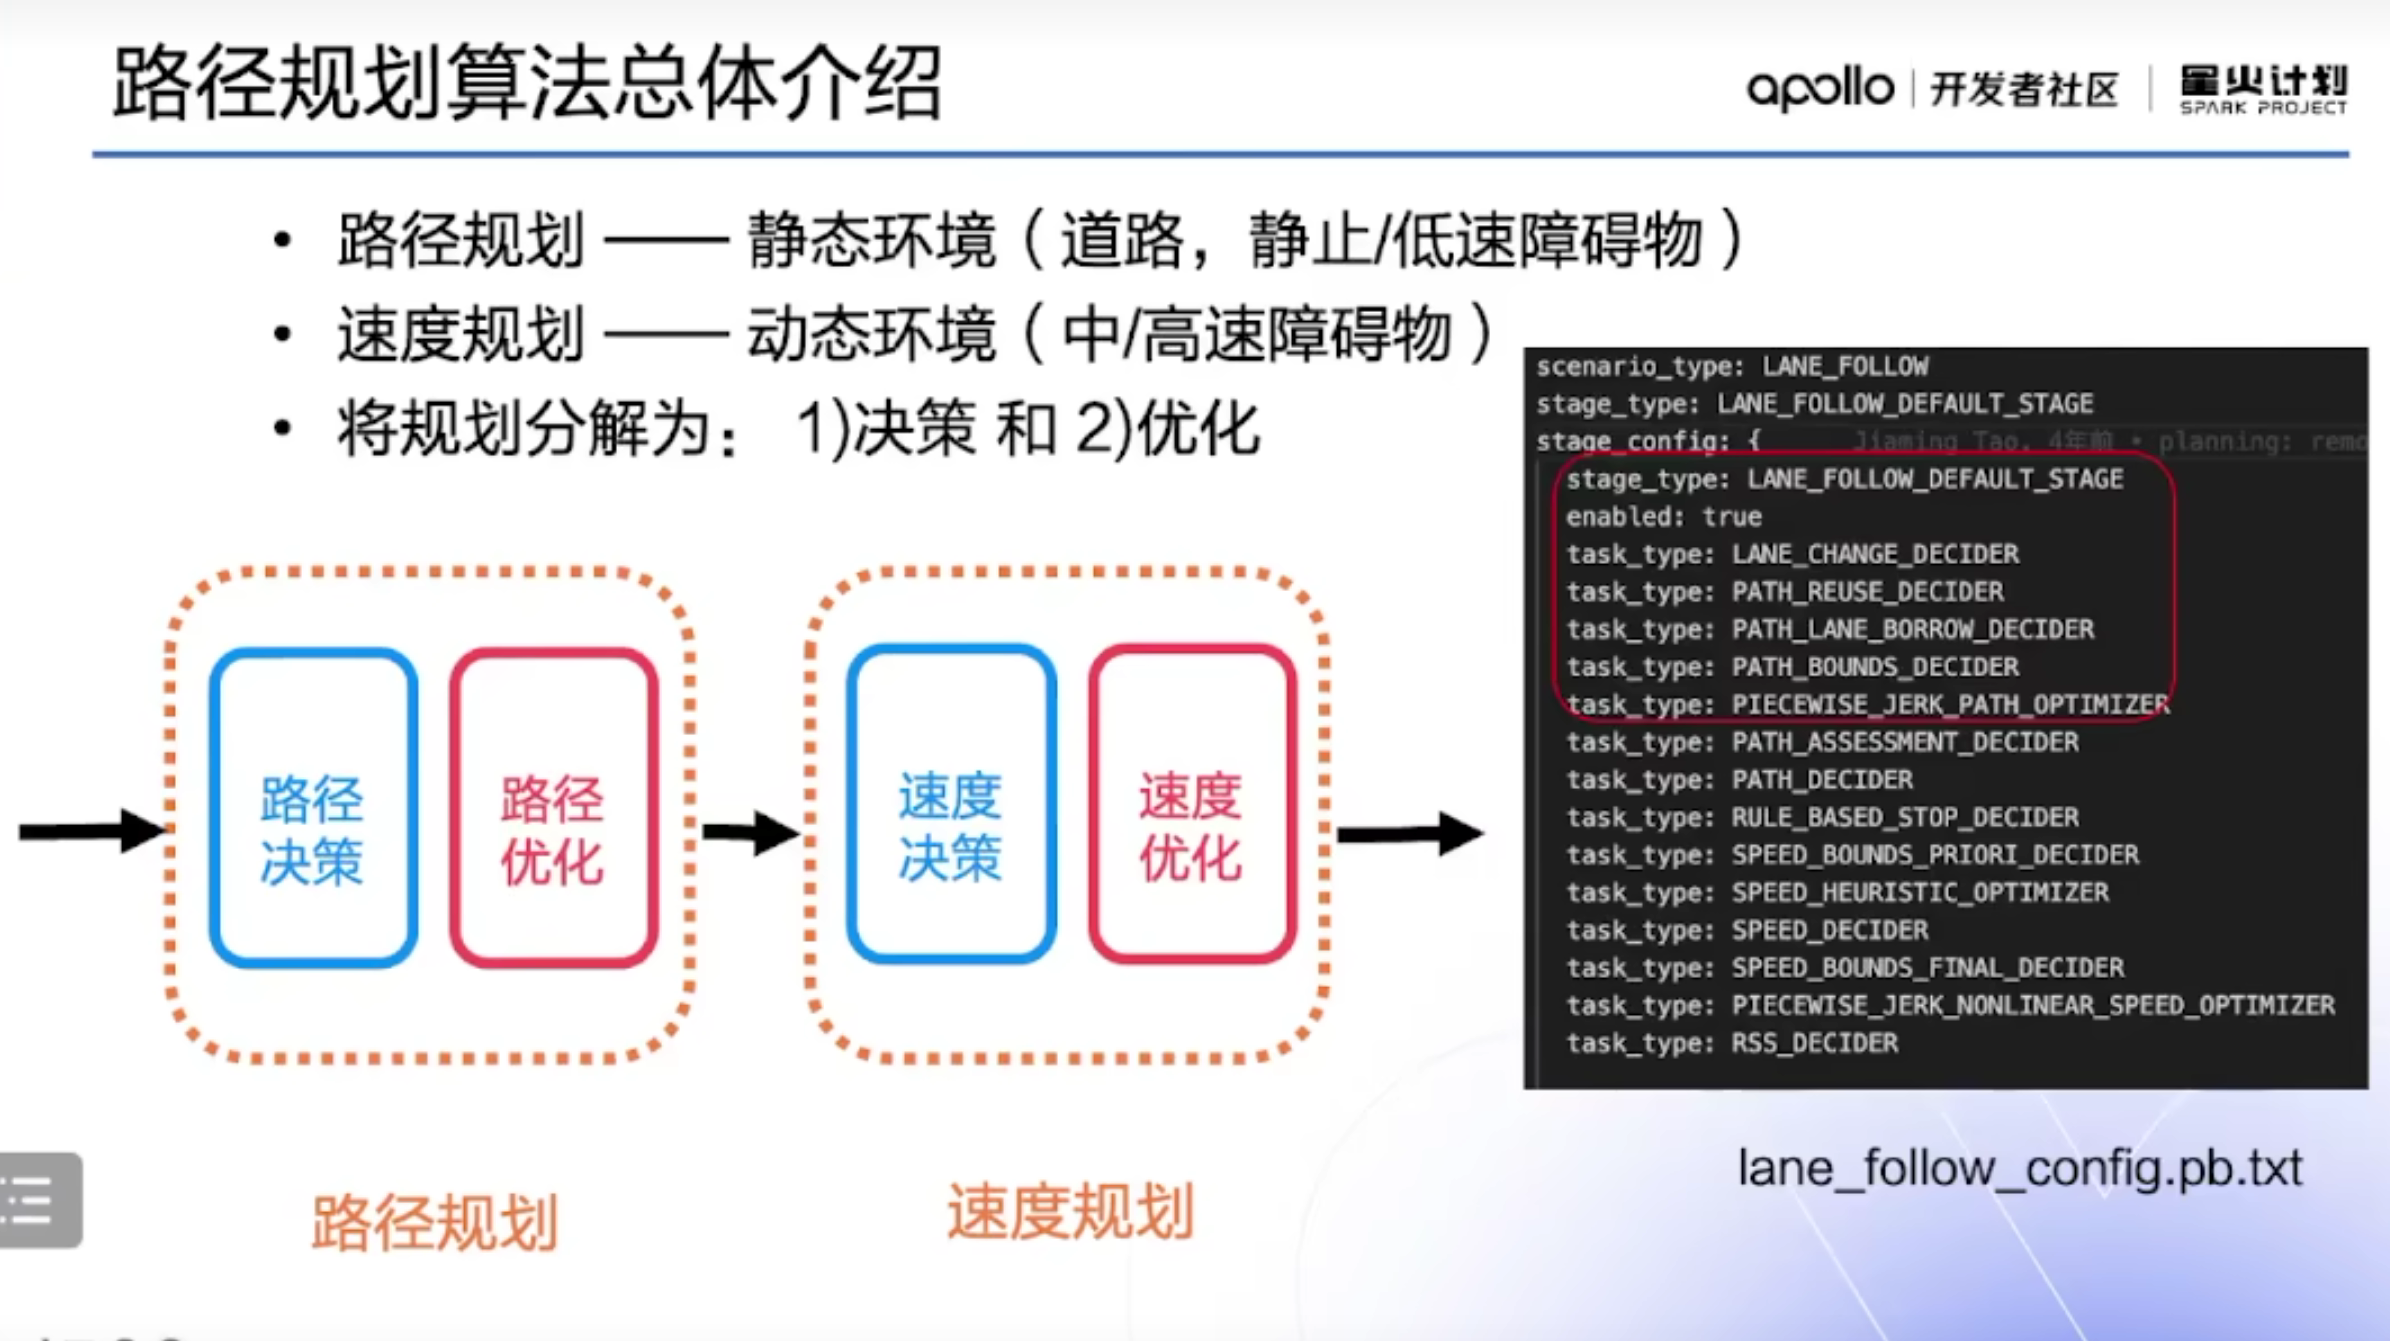 路径规划算法总体介绍
apollo 开发者社区 星火计划
SPARK PROJECT
• 路径规划 —— 静态环境（道路，静止/低速障碍物）
• 速度规划 —— 动态环境（中/高速障碍物）
• 将规划分解为： 1)决策 和 2)优化
路径
决策
路径
优化
速度
决策
速度
优化
路径规划
速度规划
scenario_type: LANE_FOLLOW
stage_type: LANE_FOLLOW_DEFAULT_STAGE
stage_config: { Jiaming Tao, 4年前 • planning: remo
stage_type: LANE_FOLLOW_DEFAULT_STAGE
enabled: true
task_type: LANE_CHANGE_DECIDER
task_type: PATH_REUSE_DECIDER
task_type: PATH_LANE_BORROW_DECIDER
task_type: PATH_BOUNDS_DECIDER
task_type: PIECEWISE_JERK_PATH_OPTIMIZER
task_type: PATH_ASSESSMENT_DECIDER
task_type: PATH_DECIDER
task_type: RULE_BASED_STOP_DECIDER
task_type: SPEED_BOUNDS_PRIORI_DECIDER
task_type: SPEED_HEURISTIC_OPTIMIZER
task_type: SPEED_DECIDER
task_type: SPEED_BOUNDS_FINAL_DECIDER
task_type: PIECEWISE_JERK_NONLINEAR_SPEED_OPTIMIZER
task_type: RSS_DECIDER
lane_follow_config.pb.txt